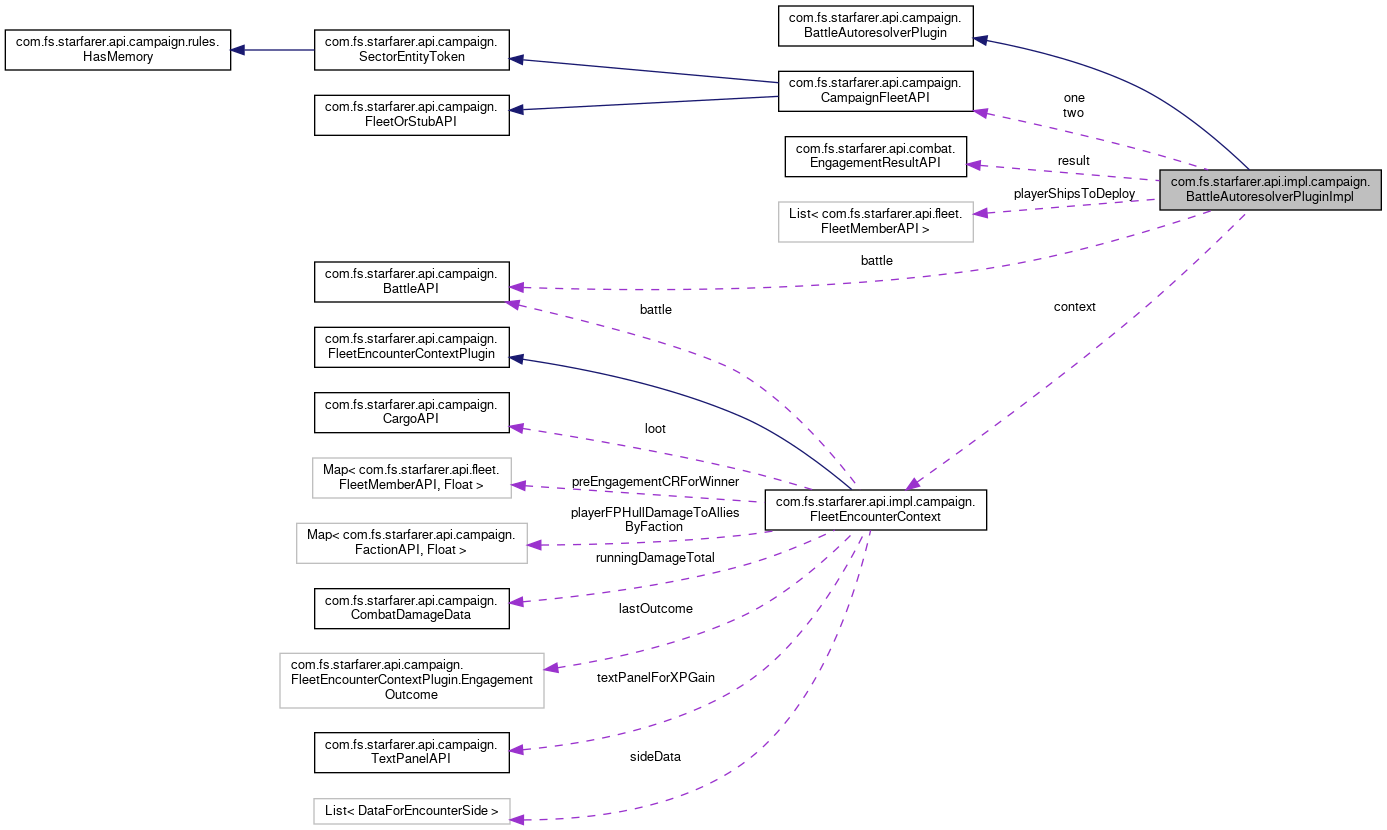 com.fs.starfarer.api.campaign.rules.
HasMemory
com.fs.starfarer.api.campaign.
SectorEntityToken
com.fs.starfarer.api.campaign.
FleetOrStubAPI
com.fs.starfarer.api.campaign.
BattleAutoresolverPlugin
com.fs.starfarer.api.campaign.
CampaignFleetAPI
one
two
com.fs.starfarer.api.combat.
EngagementResultAPI
result
com.fs.starfarer.api.impl.campaign.
BattleAutoresolverPluginImpl
List< com.fs.starfarer.api.fleet.
FleetMemberAPI >
playerShipsToDeploy
com.fs.starfarer.api.campaign.
BattleAPI
battle
battle
context
com.fs.starfarer.api.campaign.
FleetEncounterContextPlugin
com.fs.starfarer.api.campaign.
CargoAPI
loot
Map< com.fs.starfarer.api.fleet.
FleetMemberAPI, Float >
preEngagementCRForWinner
com.fs.starfarer.api.impl.campaign.
FleetEncounterContext
Map< com.fs.starfarer.api.campaign.
FactionAPI, Float >
playerFPHullDamageToAllies
ByFaction
com.fs.starfarer.api.campaign.
CombatDamageData
runningDamageTotal
lastOutcome
com.fs.starfarer.api.campaign.
FleetEncounterContextPlugin.Engagement
Outcome
textPanelForXPGain
com.fs.starfarer.api.campaign.
TextPanelAPI
sideData
List< DataForEncounterSide >